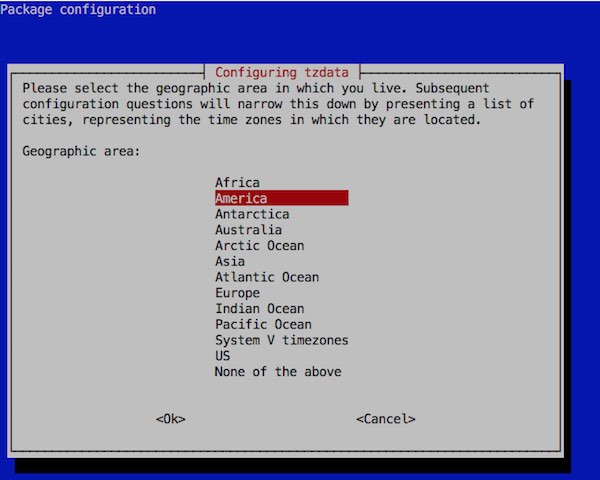 Package configuration
Configuring tzdata
Please select the geographic area in which you live. Subsequent
configuration questions will narrow this down by presenting a list of
cities, representing the time zones in which they are located.
Geographic area:
Africa
America
Antarctica
Australia
Arctic Ocean
Asia
Atlantic Ocean
Europe
Indian Ocean
Pacific Ocean
System V timezones
US
None of the above
<Ok> <Cancel>